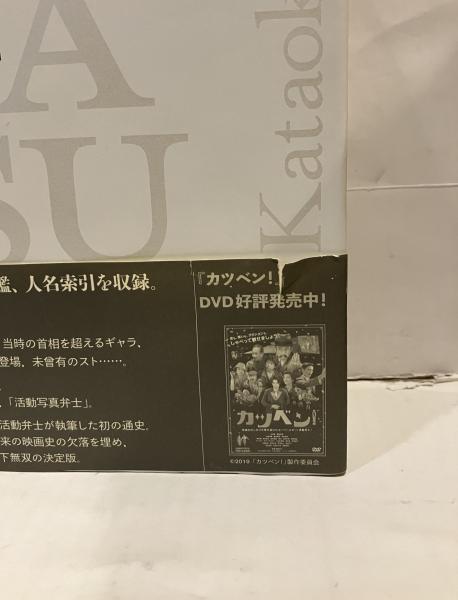 A
SU
Kataok
鑑、人名索引を収録。
当時の首相を超えるギャラ、
登場、未曾有のスト……。
、「活動写真弁士」。
活動弁士が執筆した初の通史。
来の映画史の欠落を埋め、
下無双の決定版。
『カツベン!』
DVD好評発売中!
カツベン!
©2019「カツベン!」製作委員会